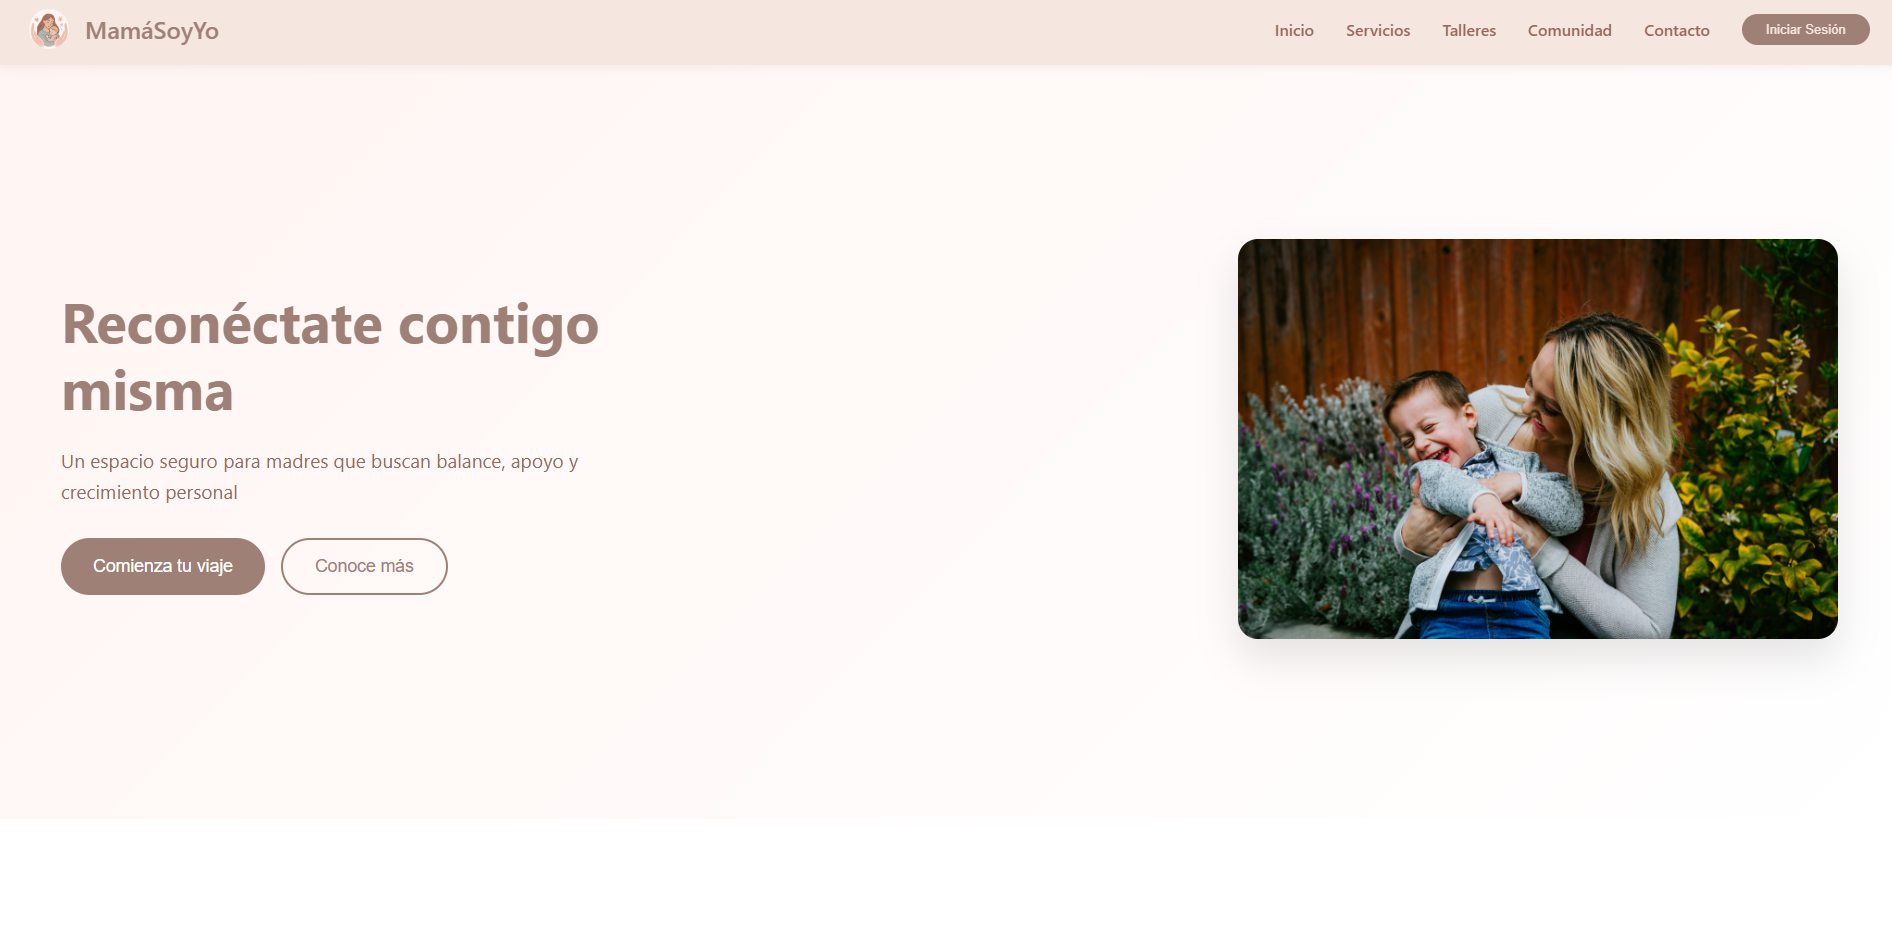 MamáSoyYo
Inicio
Servicios
Talleres
Comunidad
Contacto
Iniciar Sesión
Reconéctate contigo
misma
Un espacio seguro para madres que buscan balance, apoyo y
crecimiento personal
Comienza tu viaje
Conoce más